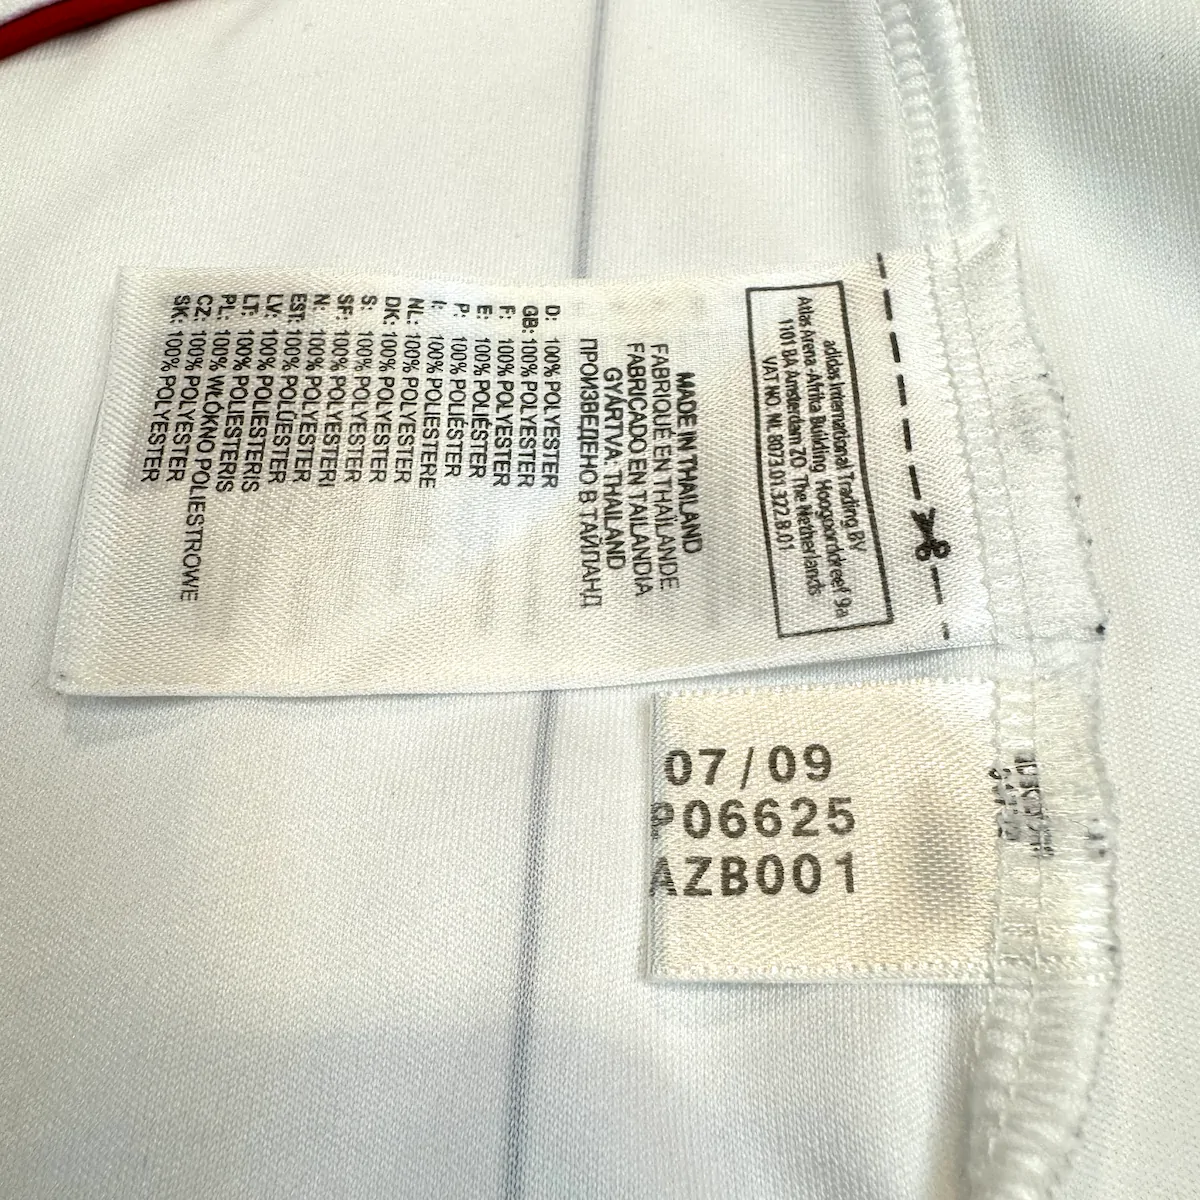 adidas International Trading BV
Atlas Arena -Afrika Building Hoogoorddreef 9a
1101 BA Amsterdam ZO The Netherlands
VAT NO. NL 8073.01.372.B.01
MADE IN THAILAND
FABRIQUÉ EN THAÏLANDE
FABRICADO EN TAILANDIA
GYÁRTVA: THAILAND
ПРОИЗВЕДЕНО В ТАЙЛАНД
D: 100% POLYESTER
GB: 100% POLYESTER
F: 100% POLYESTER
E: 100% POLIÉSTER
P: 100% POLIÉSTER
I: 100% POLIESTERE
NL: 100% POLYESTER
DK: 100% POLYESTER
S: 100% POLYESTER
SF: 100% POLYESTER
N: 100% POLYESTER
EST: 100% POLÜESTER
LV: 100% POLIESTERIS
LT: 100% POLIESTERIS
PL: 100% WŁÓKNO POLIESTROWE
CZ: 100% POLYESTER
SK: 100% POLYESTER
07/09
P06625
AZB001